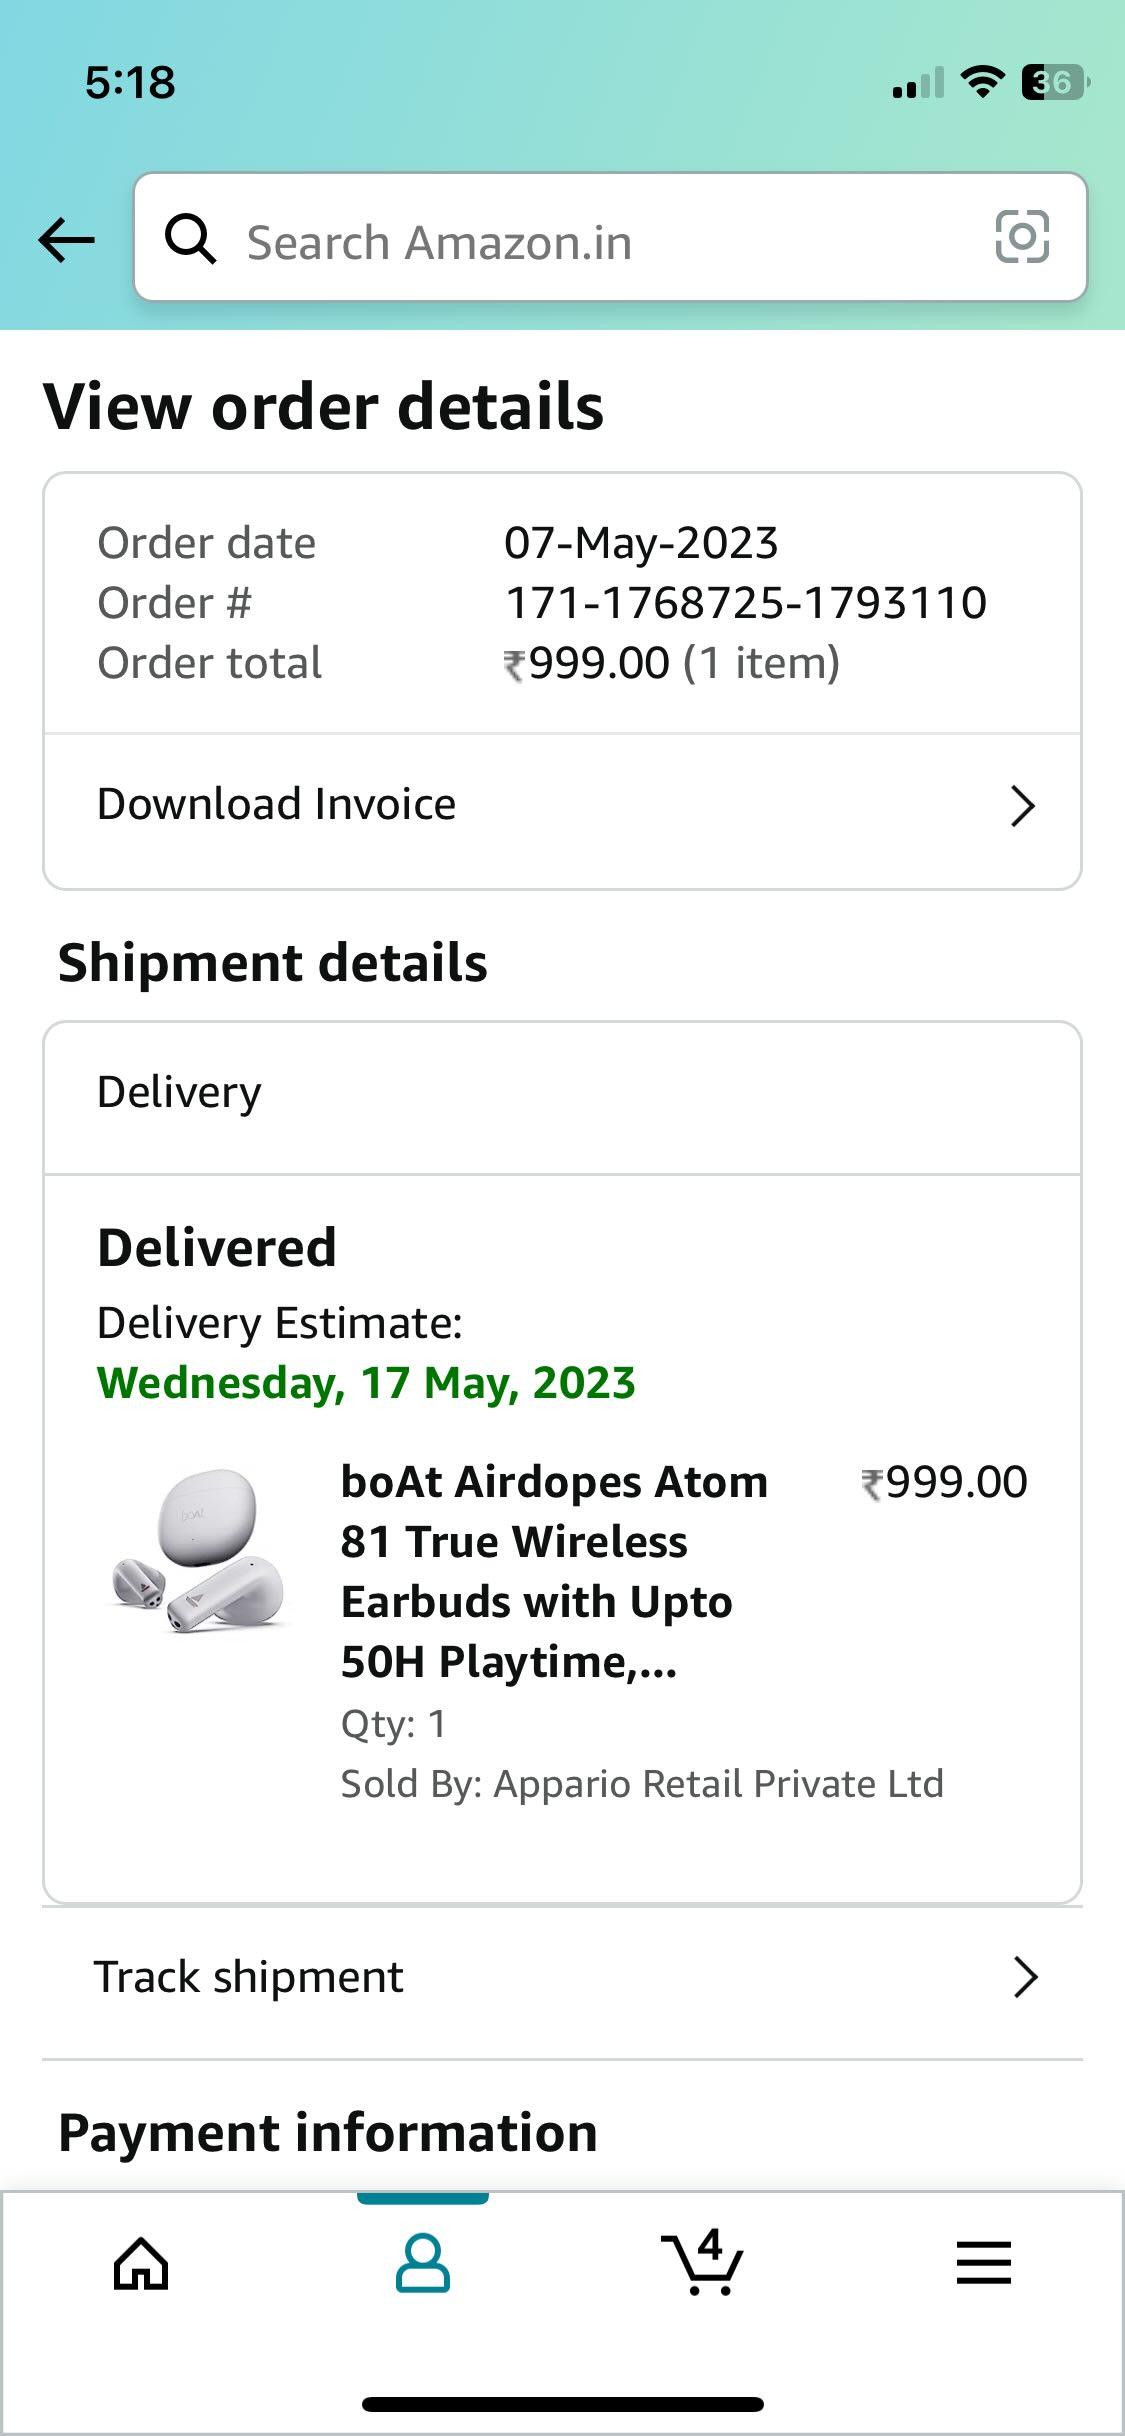 5:18
36
Search Amazon.in
View order details
Order date 07-May-2023
Order # 171-1768725-1793110
Order total ₹999.00 (1 item)
Download Invoice
Shipment details
Delivery
Delivered
Delivery Estimate:
Wednesday, 17 May, 2023
boAt
boAt Airdopes Atom ₹999.00
81 True Wireless
Earbuds with Upto
50H Playtime,...
Qty: 1
Sold By: Appario Retail Private Ltd
Track shipment
Payment information
4